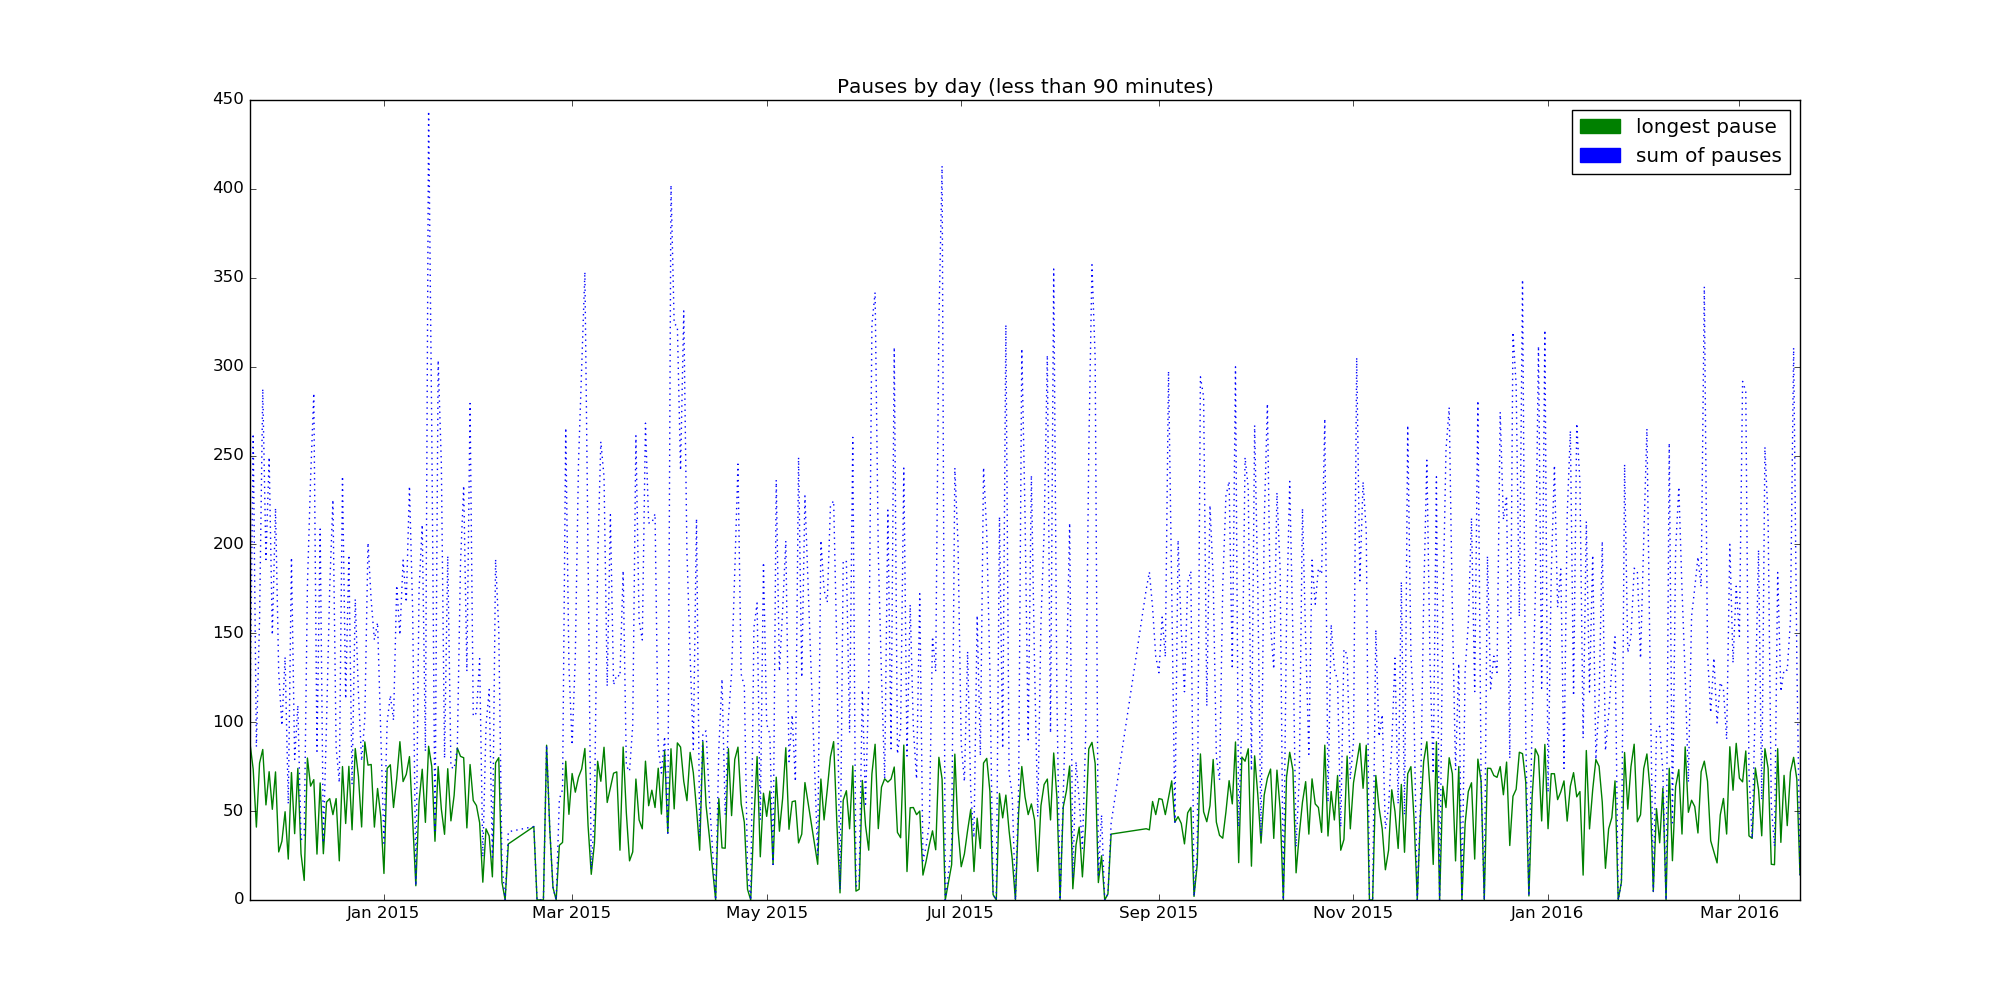 Pauses by day (less than 90 minutes)
450
400
350
300
250
200
150
100
50
0
longest pause
sum of pauses
Jan 2015
Mar 2015
May 2015
Jul 2015
Sep 2015
Nov 2015
Jan 2016
Mar 2016